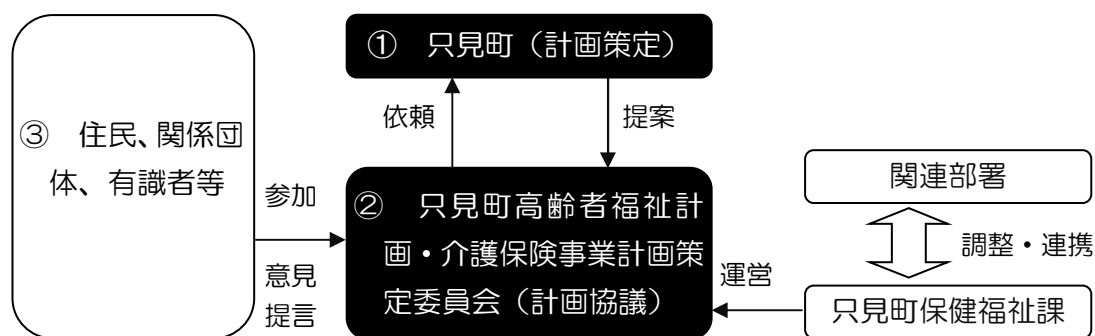 ① 只見町（計画策定）
依頼
提案
③ 住民、関係団
体、有識者等
参加
意見
提言
② 只見町高齢者福祉計
画・介護保険事業計画策
定委員会（計画協議）
運営
関連部署
調整・連携
只見町保健福祉課